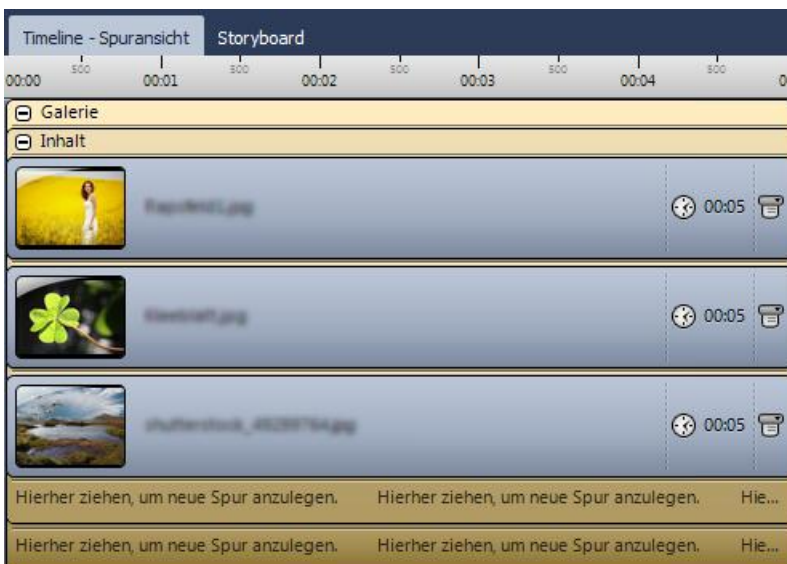 Timeline - Spuransicht Storyboard
500 500 500 500 500
00:00 00:01 00:02 00:03 00:04 0
Galerie
Inhalt
00:05
00:05
00:05
Hierher ziehen, um neue Spur anzulegen. Hierher ziehen, um neue Spur anzulegen. Hie...
Hierher ziehen, um neue Spur anzulegen. Hierher ziehen, um neue Spur anzulegen. Hie...